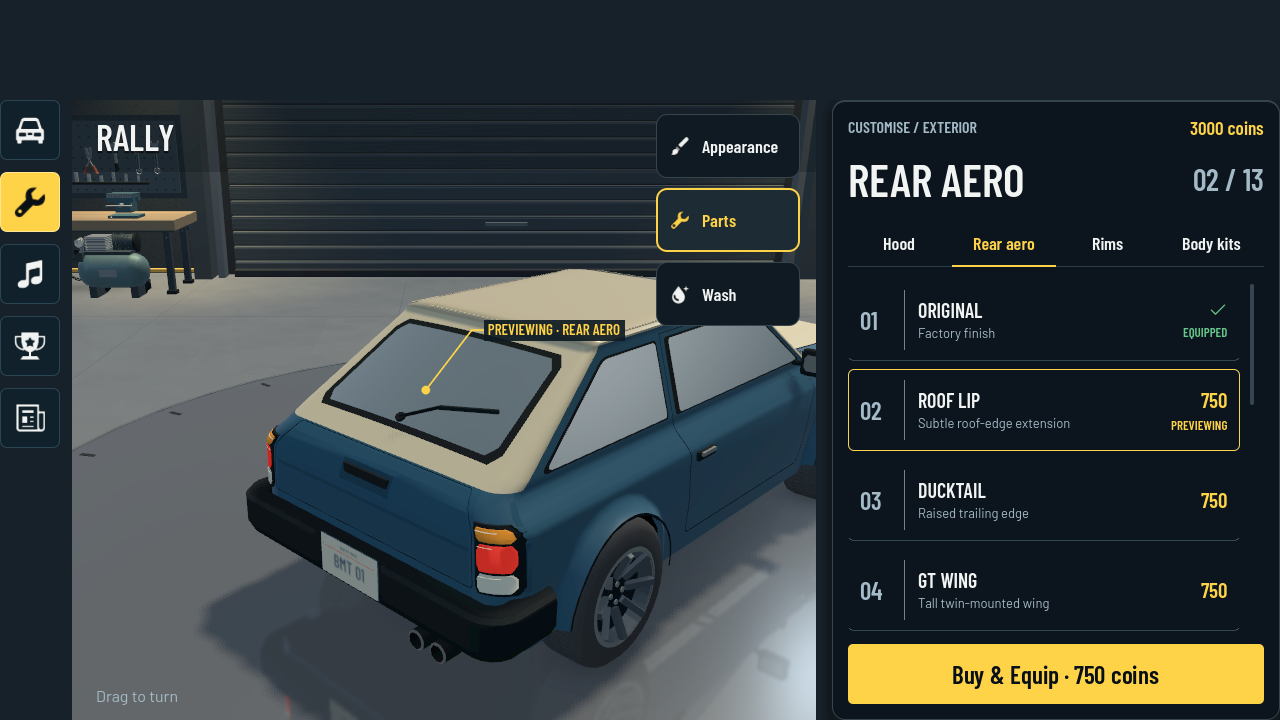 RALLY
Appearance
Parts
Wash
PREVIEWING · REAR AERO
BMT 01
Drag to turn
CUSTOMISE / EXTERIOR
3000 coins
REAR AERO
02 / 13
Hood
Rear aero
Rims
Body kits
01
ORIGINAL
Factory finish
EQUIPPED
02
ROOF LIP
Subtle roof-edge extension
750
PREVIEWING
03
DUCKTAIL
Raised trailing edge
750
04
GT WING
Tall twin-mounted wing
750
Buy & Equip · 750 coins